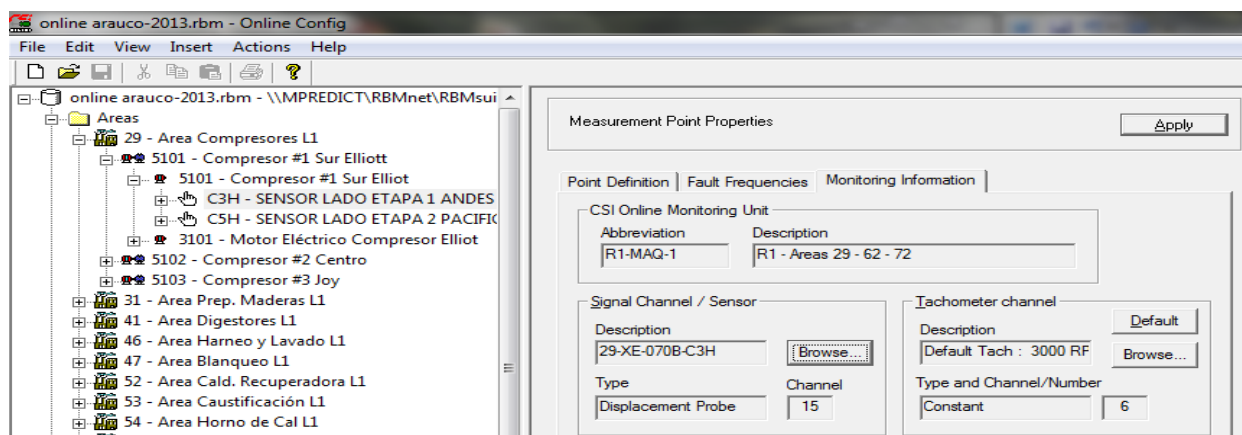 online arauco-2013.rbm - Online Config
File Edit View Insert Actions Help
online arauco-2013.rbm - \\MPREDICT\RBMnet\RBMsui
Areas
29 - Area Compresores L1
5101 - Compresor #1 Sur Elliott
5101 - Compresor #1 Sur Elliot
C3H - SENSOR LADO ETAPA 1 ANDES
C5H - SENSOR LADO ETAPA 2 PACIFIC
3101 - Motor Eléctrico Compresor Elliot
5102 - Compresor #2 Centro
5103 - Compresor #3 Joy
31 - Area Prep. Maderas L1
41 - Area Digestores L1
46 - Area Harneo y Lavado L1
47 - Area Blanqueo L1
52 - Area Cald. Recuperadora L1
53 - Area Caustificación L1
54 - Area Horno de Cal L1
Measurement Point Properties
Apply
Point Definition Fault Frequencies Monitoring Information
CSI Online Monitoring Unit
Abbreviation Description
R1-MAQ-1 R1 - Areas 29 - 62 - 72
Signal Channel / Sensor
Description
29-XE-070B-C3H Browse...
Type Channel
Displacement Probe 15
Tachometer channel
Default
Description
Default Tach : 3000 RF Browse...
Type and Channel/Number
Constant 6